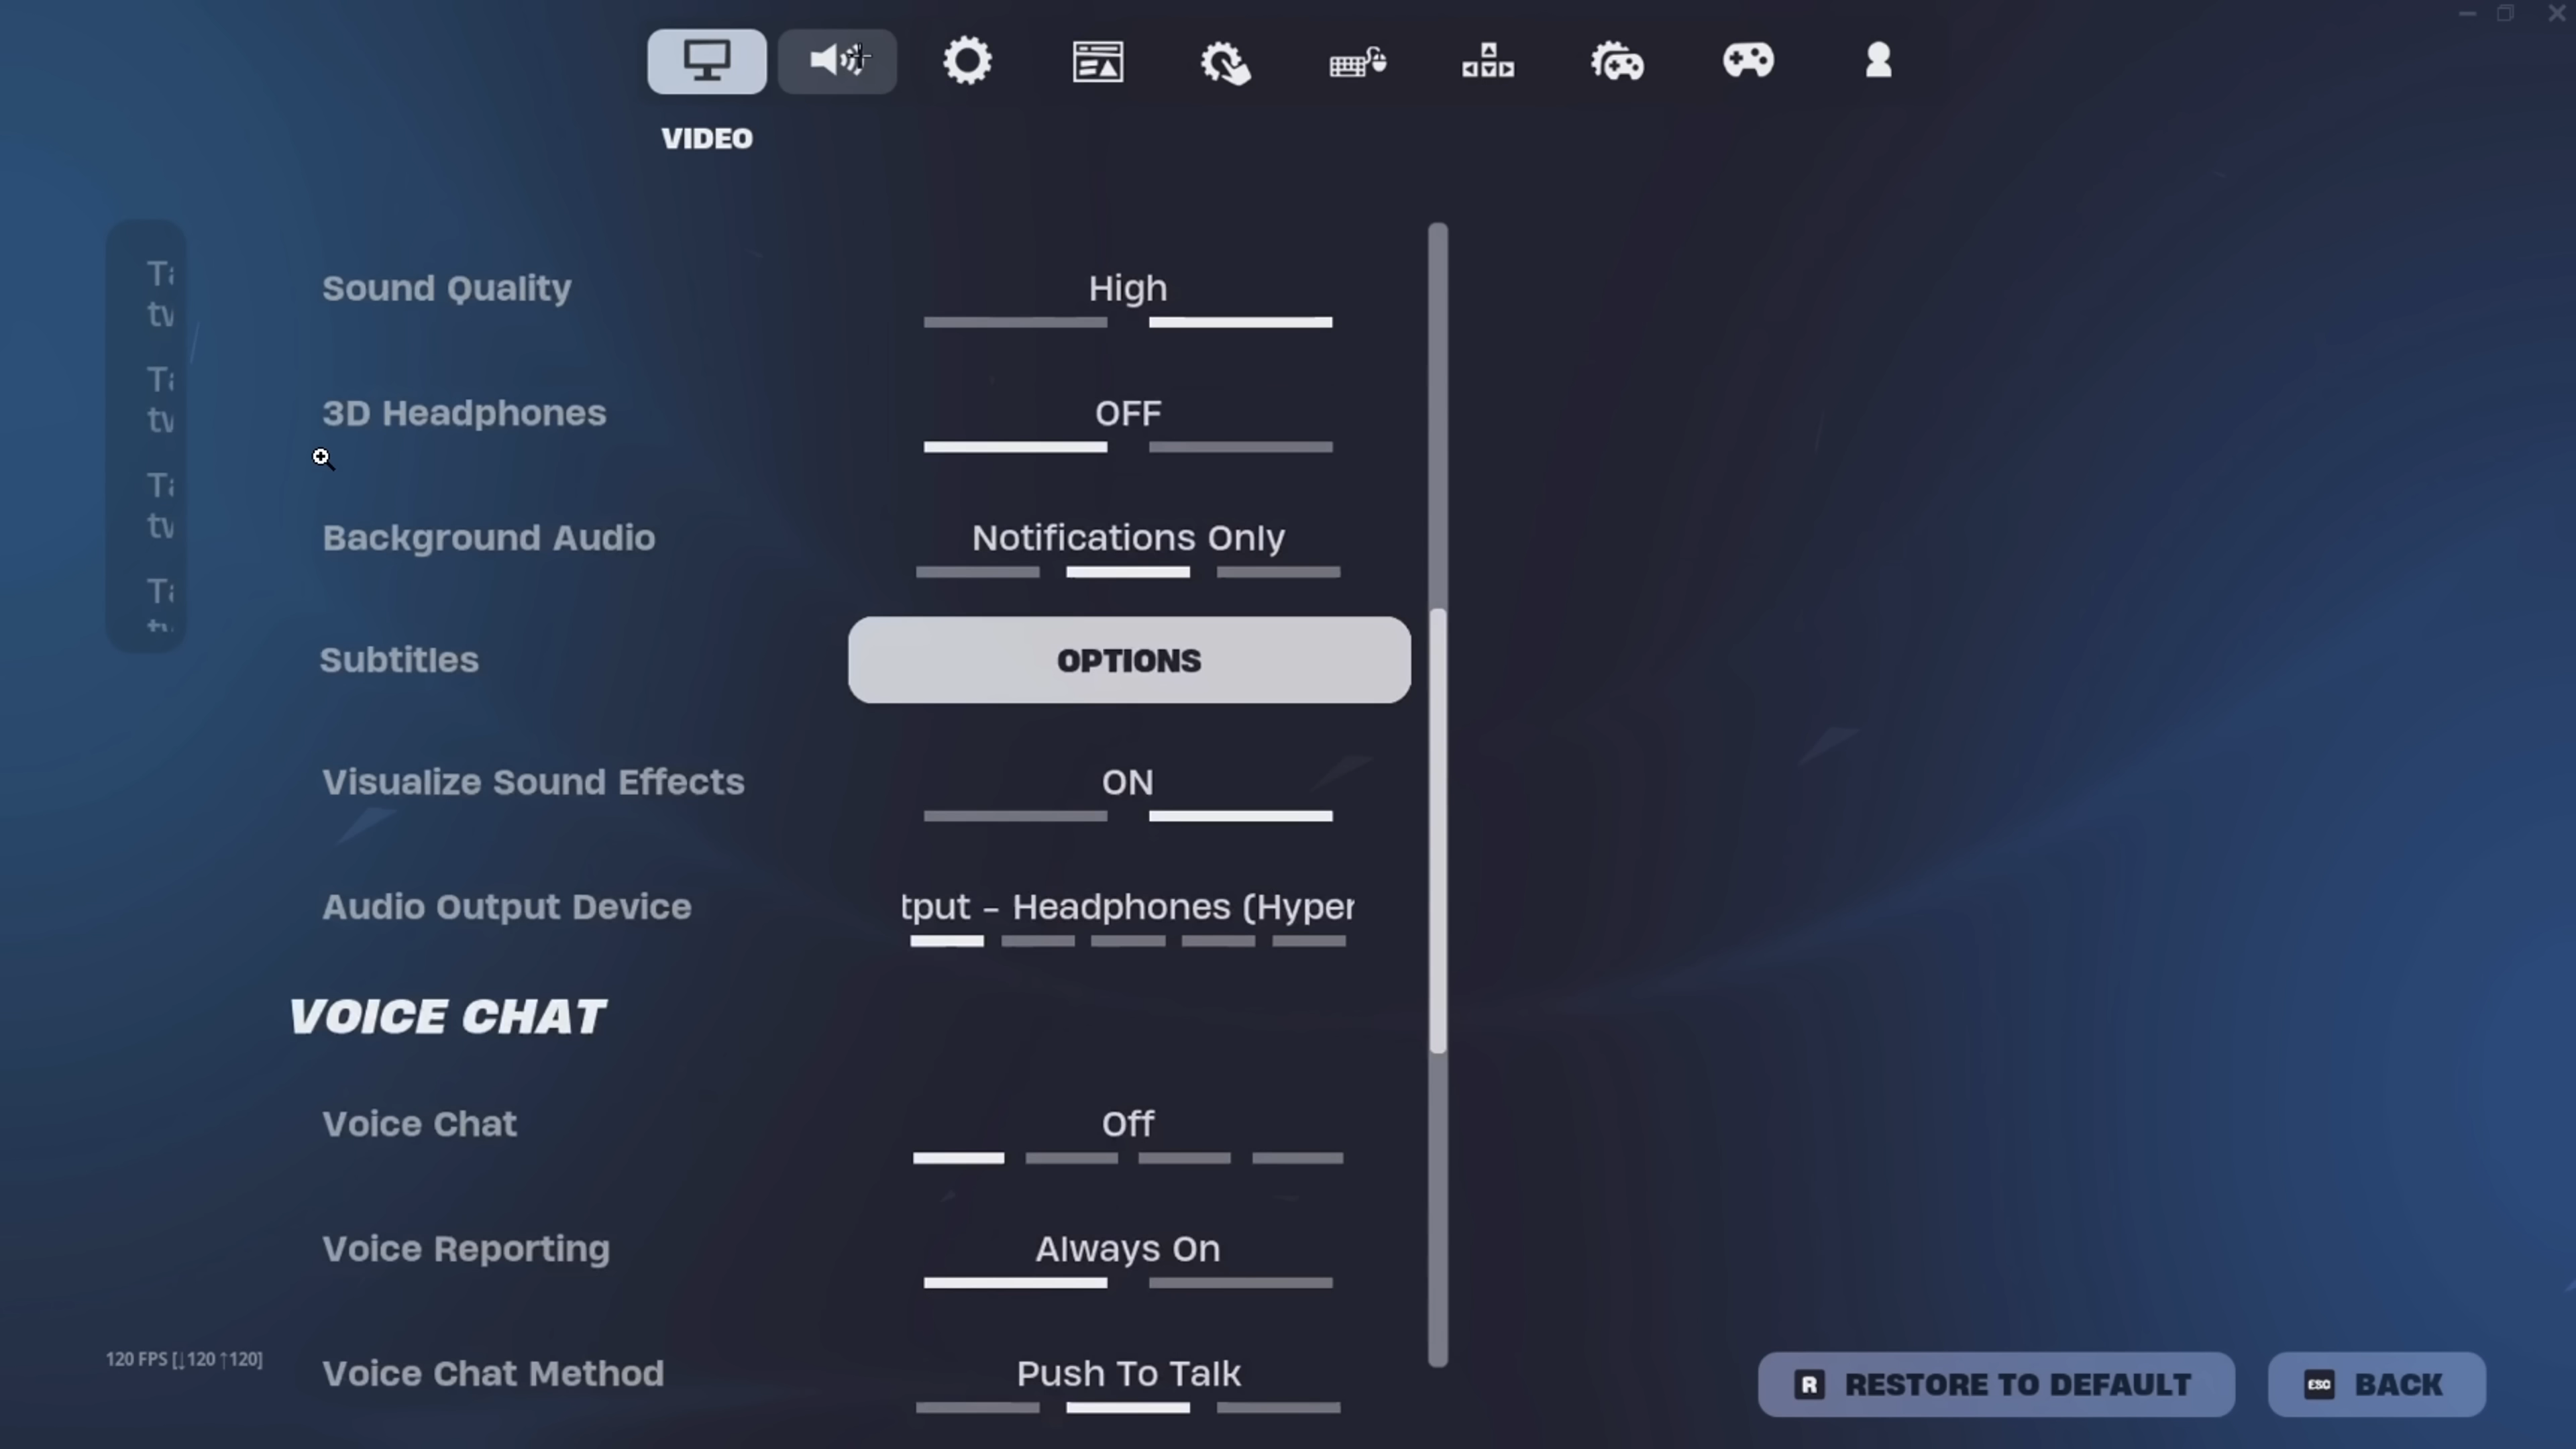 VIDEO
Sound Quality
High
3D Headphones
OFF
Background Audio
Notifications Only
Subtitles
OPTIONS
Visualize Sound Effects
ON
Audio Output Device
tput – Headphones (Hyper
VOICE CHAT
Voice Chat
Off
Voice Reporting
Always On
Voice Chat Method
Push To Talk
120 FPS [↓120 ↑120]
R RESTORE TO DEFAULT
ESC BACK